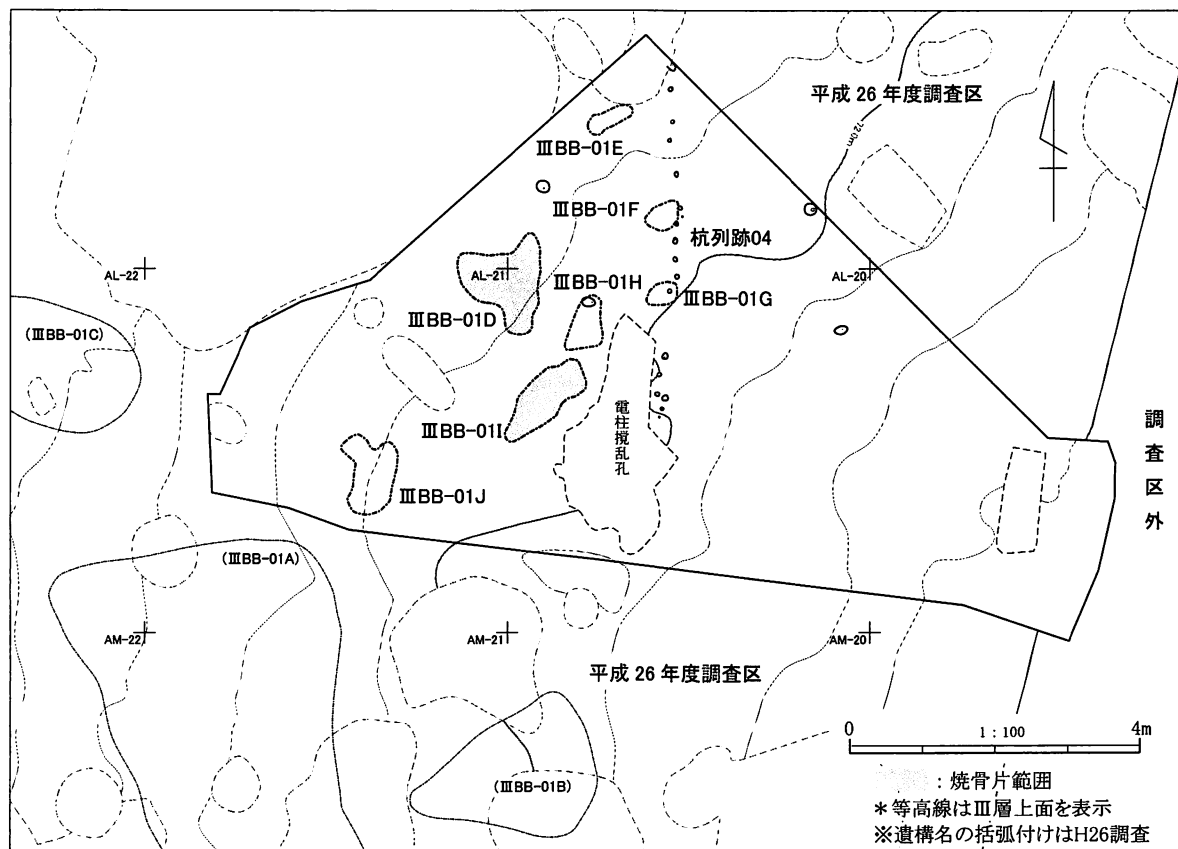 平成 26 年度調査区
7.20m
ⅢBB-01E
ⅢBB-01F
杭列跡04
AL-22
AL-21
AL-20
ⅢBB-01H
ⅢBB-01G
ⅢBB-01D
(ⅢBB-01C)
電柱撹乱孔
調査区外
ⅢBB-01I
ⅢBB-01J
(ⅢBB-01A)
AM-22
AM-21
AM-20
平成 26 年度調査区
(ⅢBB-01B)
0 4m
1 : 100
: 焼骨片範囲
*等高線はⅢ層上面を表示
※遺構名の括弧付けはH26調査